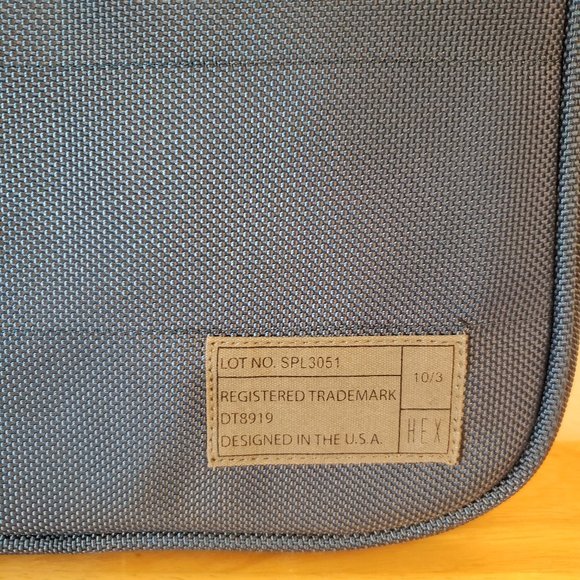 LOT NO. SPL3051
10/3
REGISTERED TRADEMARK
DT8919
DESIGNED IN THE U.S.A.
HEX